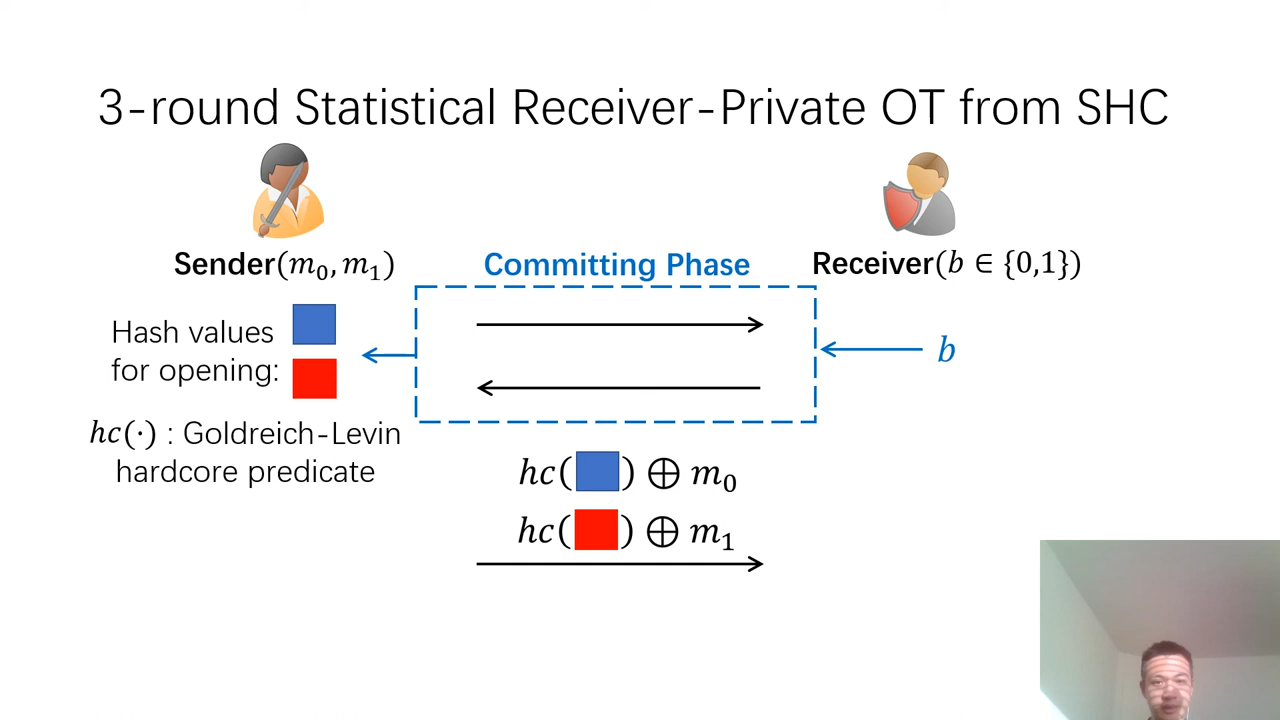 3-round Statistical Receiver-Private OT from SHC
Sender(m₀, m₁)
Committing Phase
Receiver(b ∈ {0,1})
Hash values
for opening:
b
hc(·) : Goldreich-Levin
hardcore predicate
hc( ) ⊕ m₀
hc( ) ⊕ m₁